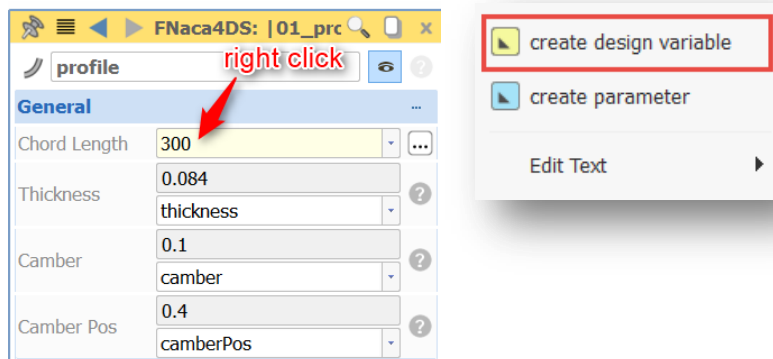 FNaca4DS: |01_prc
profile
right click
General
...
Chord Length
300
...
Thickness
0.084
?
thickness
Camber
0.1
?
camber
Camber Pos
0.4
?
camberPos
create design variable
create parameter
Edit Text